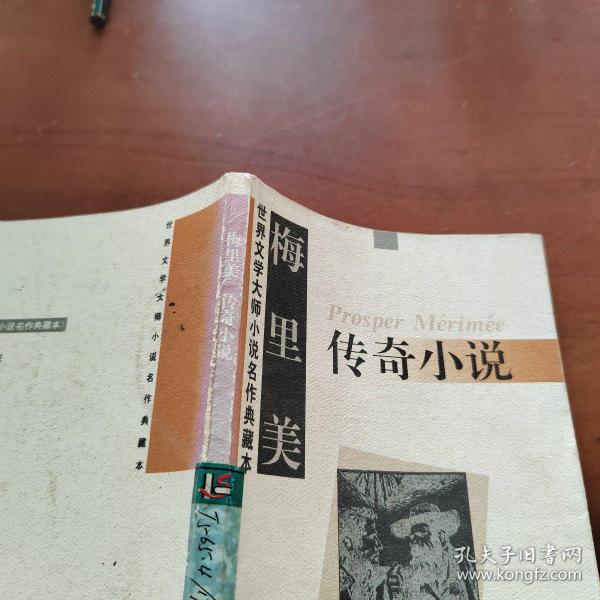 小说名作典藏本）
世界文学大师小说名作典藏本
梅里美 传奇小说
世界文学大师小说名作典藏本
梅里美
Prosper Mérimée
传奇小说
孔夫子旧书网
www.kongfz.com